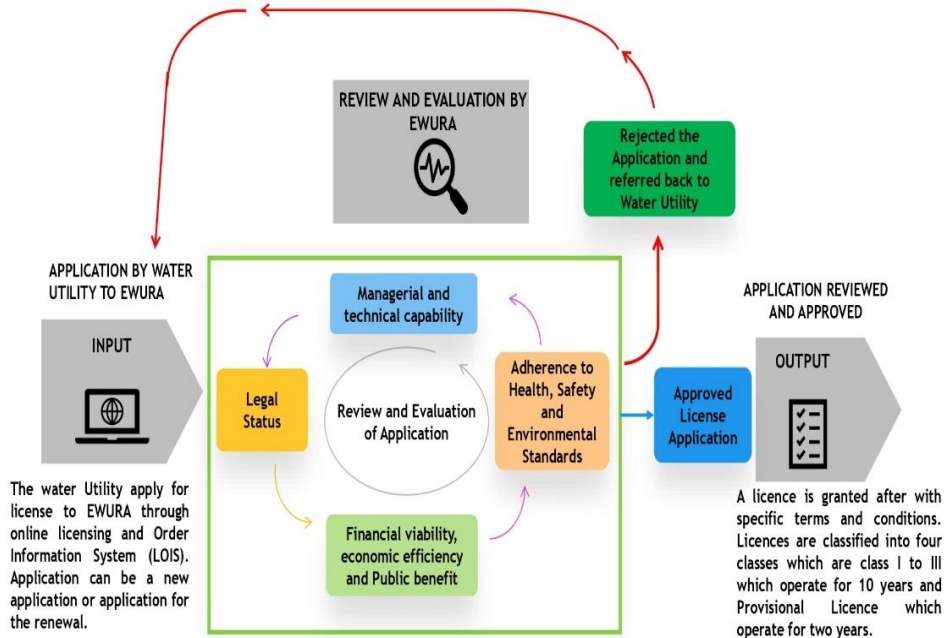 REVIEW AND EVALUATION BY
EWURA
Rejected the
Application and
referred back to
Water Utility
APPLICATION BY WATER
UTILITY TO EWURA
INPUT
The water Utility apply for
license to EWURA through
online licensing and Order
Information System (LOIS).
Application can be a new
application or application for
the renewal.
Managerial and
technical capability
Legal
Status
Review and Evaluation
of Application
Adherence to
Health, Safety
and
Environmental
Standards
Financial viability,
economic efficiency
and Public benefit
Approved
License
Application
APPLICATION REVIEWED
AND APPROVED
OUTPUT
A licence is granted after with
specific terms and conditions.
Licences are classified into four
classes which are class I to III
which operate for 10 years and
Provisional Licence which
operate for two years.